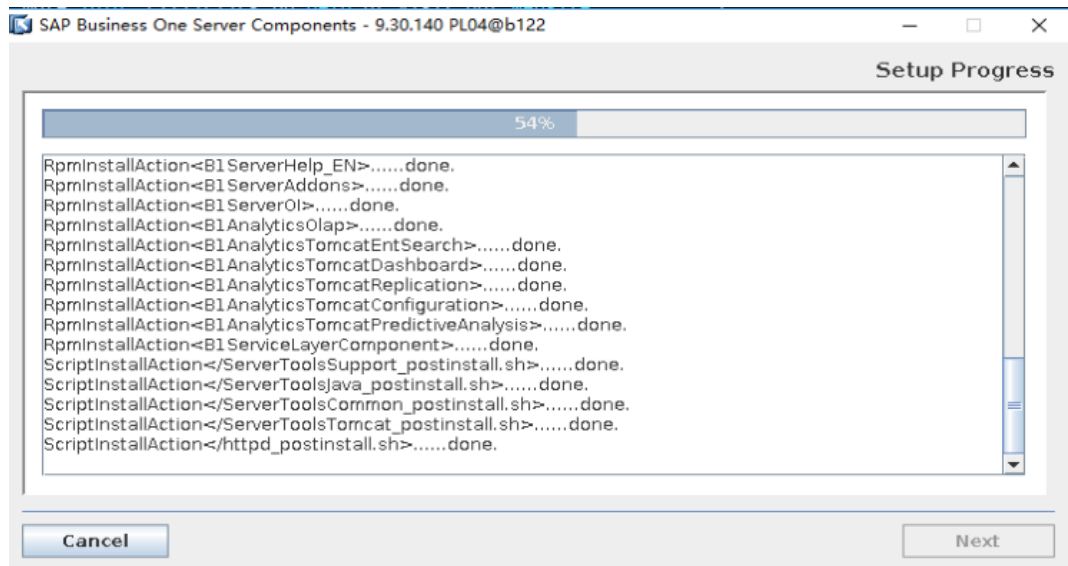 SAP Business One Server Components - 9.30.140 PL04@b122
Setup Progress
54%
RpmInstallAction<B1ServerHelp_EN>......done.
RpmInstallAction<B1ServerAddons>......done.
RpmInstallAction<B1ServerOI>......done.
RpmInstallAction<B1AnalyticsOlap>......done.
RpmInstallAction<B1AnalyticsTomcatEntSearch>......done.
RpmInstallAction<B1AnalyticsTomcatDashboard>......done.
RpmInstallAction<B1AnalyticsTomcatReplication>......done.
RpmInstallAction<B1AnalyticsTomcatConfiguration>......done.
RpmInstallAction<B1AnalyticsTomcatPredictiveAnalysis>......done.
RpmInstallAction<B1ServiceLayerComponent>......done.
ScriptInstallAction</ServerToolsSupport_postinstall.sh>......done.
ScriptInstallAction</ServerToolsJava_postinstall.sh>......done.
ScriptInstallAction</ServerToolsCommon_postinstall.sh>......done.
ScriptInstallAction</ServerToolsTomcat_postinstall.sh>......done.
ScriptInstallAction</httpd_postinstall.sh>......done.
Cancel
Next